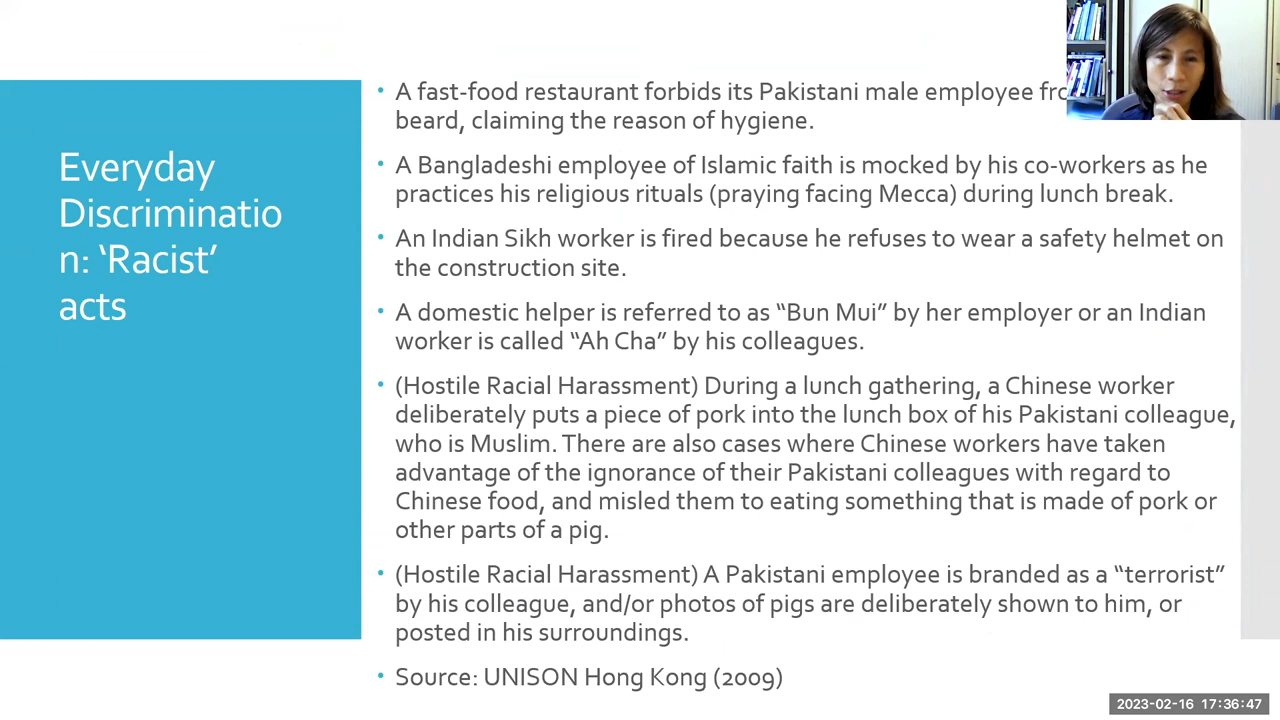 Everyday
Discriminatio
n: ‘Racist’
acts
• A fast-food restaurant forbids its Pakistani male employee
beard, claiming the reason of hygiene.
• A Bangladeshi employee of Islamic faith is mocked by his co-workers as he
practices his religious rituals (praying facing Mecca) during lunch break.
• An Indian Sikh worker is fired because he refuses to wear a safety helmet on
the construction site.
• A domestic helper is referred to as “Bun Mui” by her employer or an Indian
worker is called “Ah Cha” by his colleagues.
• (Hostile Racial Harassment) During a lunch gathering, a Chinese worker
deliberately puts a piece of pork into the lunch box of his Pakistani colleague,
who is Muslim. There are also cases where Chinese workers have taken
advantage of the ignorance of their Pakistani colleagues with regard to
Chinese food, and misled them to eating something that is made of pork or
other parts of a pig.
• (Hostile Racial Harassment) A Pakistani employee is branded as a “terrorist”
by his colleague, and/or photos of pigs are deliberately shown to him, or
posted in his surroundings.
• Source: UNISON Hong Kong (2009)
2023-02-16 17:36:47